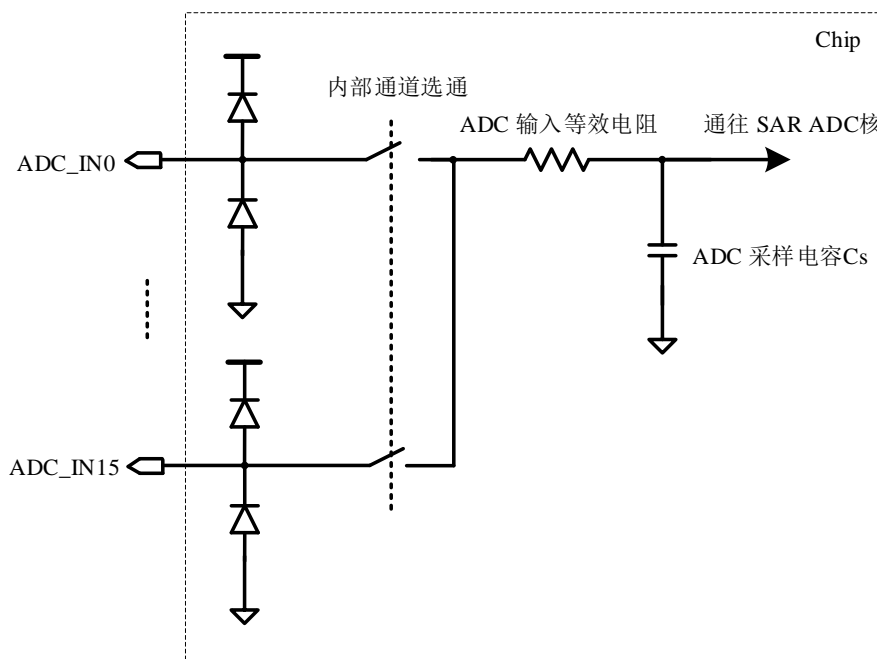 Chip
内部通道选通
ADC 输入等效电阻
通往 SAR ADC核
ADC_IN0
ADC 采样电容Cs
ADC_IN15